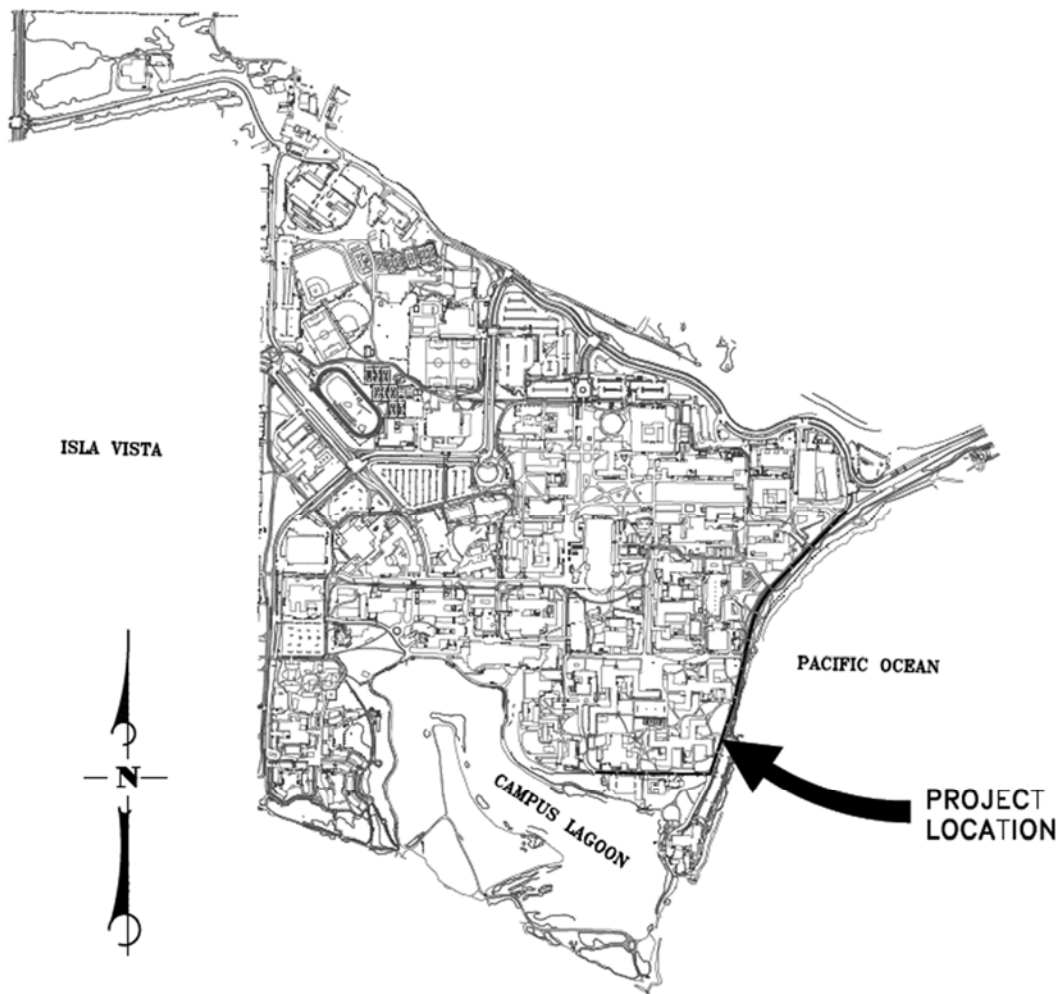 ISLA VISTA
PACIFIC OCEAN
N
CAMPUS LAGOON
PROJECT
LOCATION